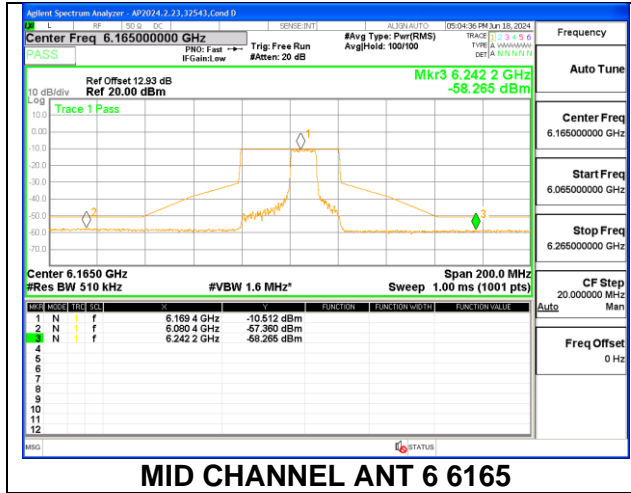 Agilent Spectrum Analyzer - AP2024.2.23,32543,Cond D
L RF 50 Ω DC SENSE:INT ALIGNAUTO 05:04:36 PM Jun 18, 2024
Center Freq 6.165000000 GHz #Avg Type: Pwr(RMS) TRACE 1 2 3 4 5 6
PNO: Fast Trig: Free Run Avg|Hold: 100/100 TYPE A WWWWW
PASS IFGain:Low #Atten: 20 dB DET A N N N N N
Ref Offset 12.93 dB Mkr3 6.242 2 GHz
10 dB/div Ref 20.00 dBm -58.265 dBm
Log
Trace 1 Pass
10.0
0.00
-10.0
-20.0
-30.0
-40.0
-50.0
-60.0
-70.0
1
2
3
Center 6.1650 GHz Span 200.0 MHz
#Res BW 510 kHz #VBW 1.6 MHz* Sweep 1.00 ms (1001 pts)
MKR MODE TRC SCL X Y FUNCTION FUNCTION WIDTH FUNCTION VALUE
1 N 1 f 6.169 4 GHz -10.512 dBm
2 N 1 f 6.080 4 GHz -57.360 dBm
3 N 1 f 6.242 2 GHz -58.265 dBm
4
5
6
7
8
9
10
11
12
MSG STATUS
Frequency
Auto Tune
Center Freq
6.165000000 GHz
Start Freq
6.065000000 GHz
Stop Freq
6.265000000 GHz
CF Step
20.000000 MHz
Auto Man
Freq Offset
0 Hz
MID CHANNEL ANT 6 6165